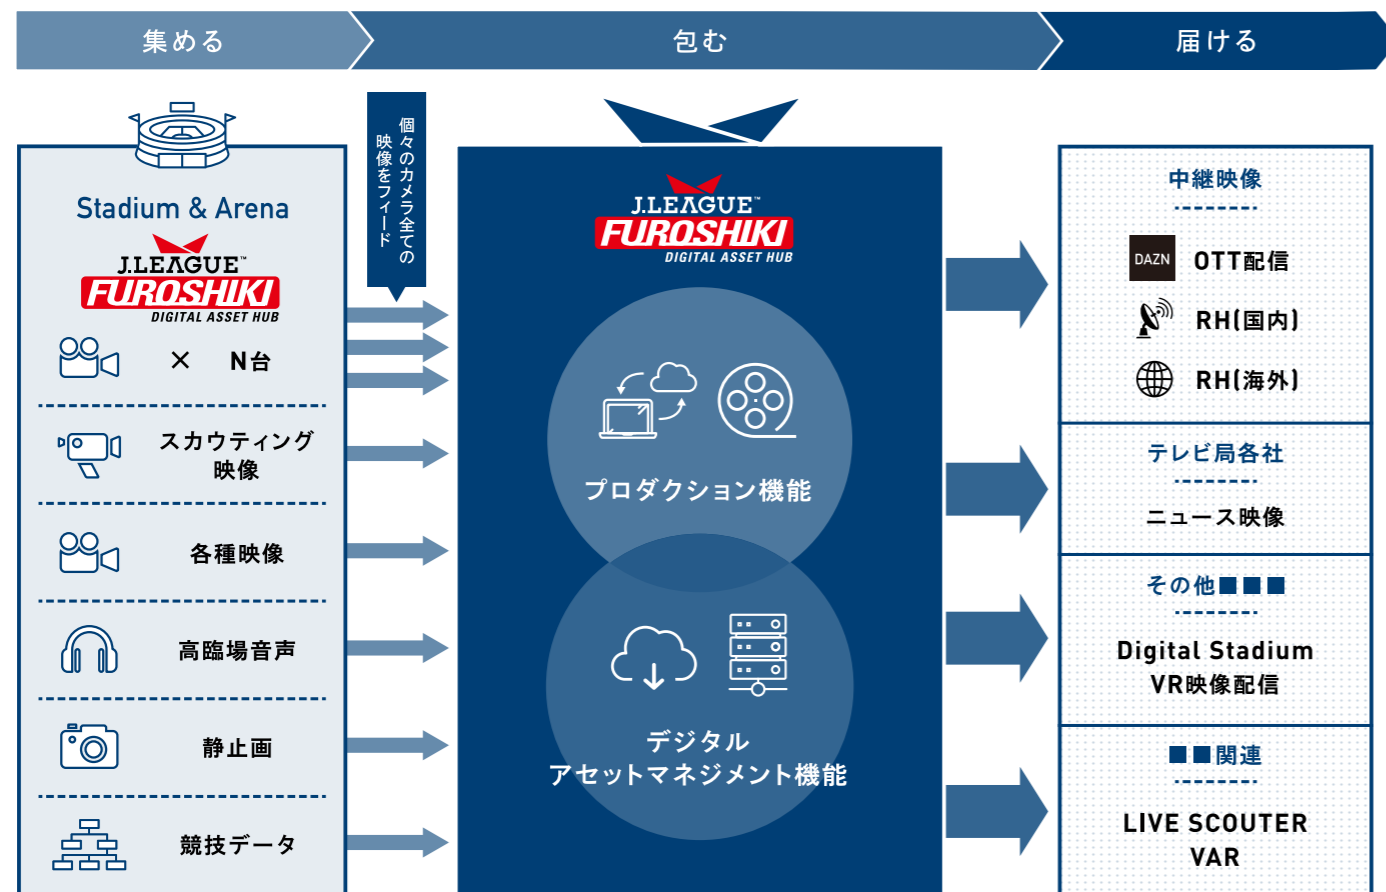 集める
包む
届ける
Stadium & Arena
J.LEAGUE™
FUROSHIKI
DIGITAL ASSET HUB
× N台
スカウティング
映像
各種映像
高臨場音声
静止画
競技データ
個々のカメラ全ての
映像をフィード
J.LEAGUE™
FUROSHIKI
DIGITAL ASSET HUB
プロダクション機能
デジタル
アセットマネジメント機能
中継映像
DAZN OTT配信
RH(国内)
RH(海外)
テレビ局各社
ニュース映像
その他■■■
Digital Stadium
VR映像配信
■■関連
LIVE SCOUTER
VAR